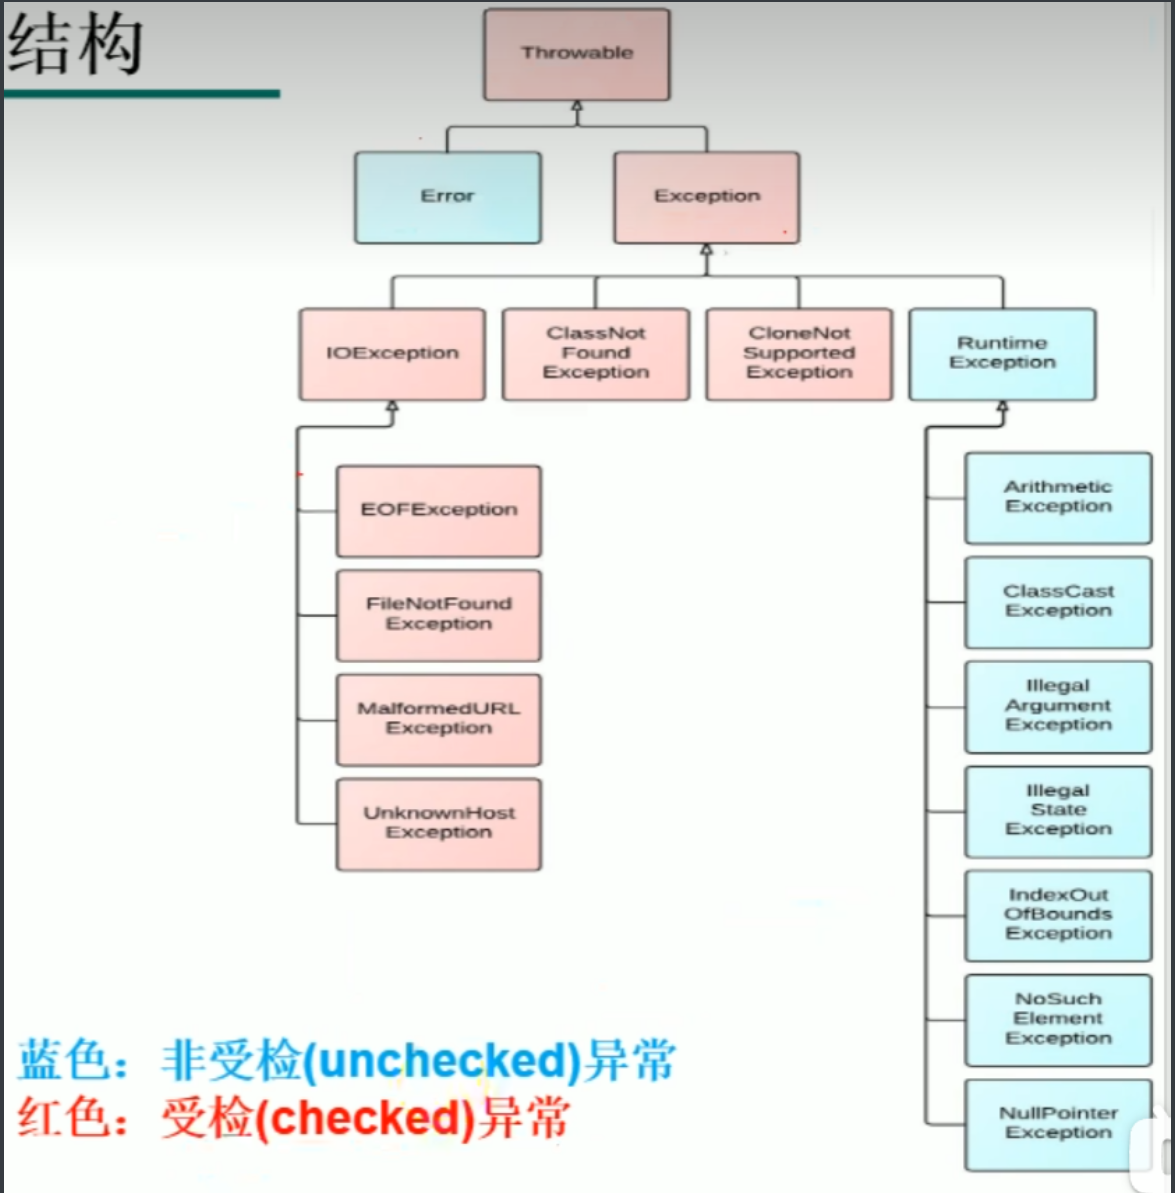 结构
Throwable
Error
Exception
IOException
ClassNot
Found
Exception
CloneNot
Supported
Exception
Runtime
Exception
EOFException
FileNotFound
Exception
MalformedURL
Exception
UnknownHost
Exception
Arithmetic
Exception
ClassCast
Exception
Illegal
Argument
Exception
Illegal
State
Exception
IndexOut
OfBounds
Exception
NoSuch
Element
Exception
NullPointer
Exception
蓝色：非受检(unchecked)异常
红色：受检(checked)异常